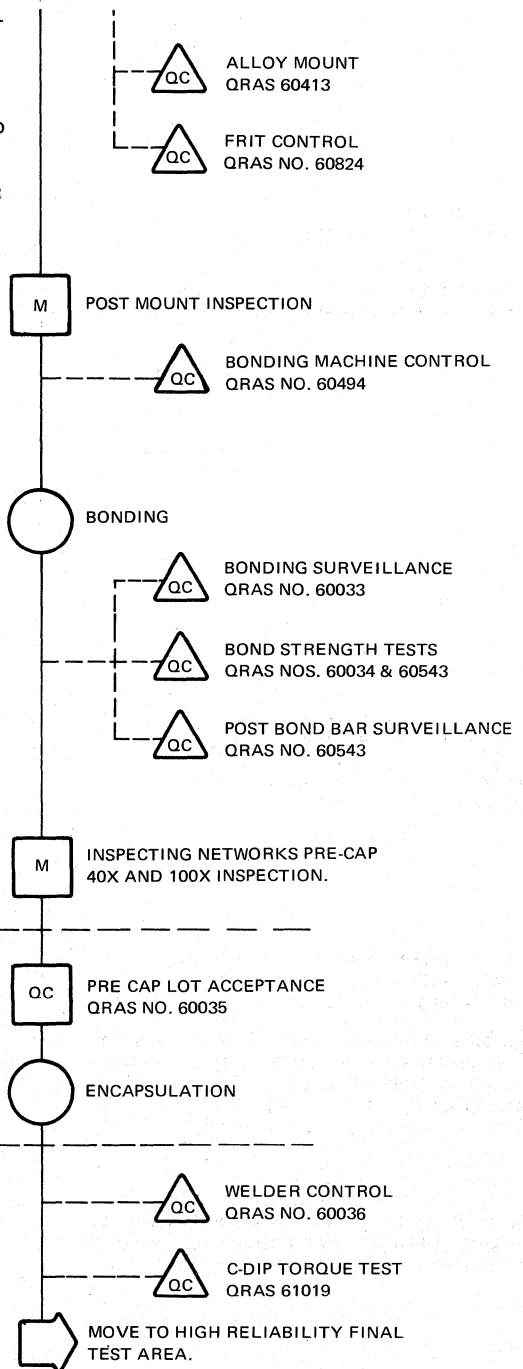 QC
ALLOY MOUNT
QRAS 60413
QC
FRIT CONTROL
QRAS NO. 60824
M
POST MOUNT INSPECTION
QC
BONDING MACHINE CONTROL
QRAS NO. 60494
BONDING
QC
BONDING SURVEILLANCE
QRAS NO. 60033
QC
BOND STRENGTH TESTS
QRAS NOS. 60034 & 60543
QC
POST BOND BAR SURVEILLANCE
QRAS NO. 60543
M
INSPECTING NETWORKS PRE-CAP
40X AND 100X INSPECTION.
QC
PRE CAP LOT ACCEPTANCE
QRAS NO. 60035
ENCAPSULATION
QC
WELDER CONTROL
QRAS NO. 60036
QC
C-DIP TORQUE TEST
QRAS 61019
MOVE TO HIGH RELIABILITY FINAL
TEST AREA.